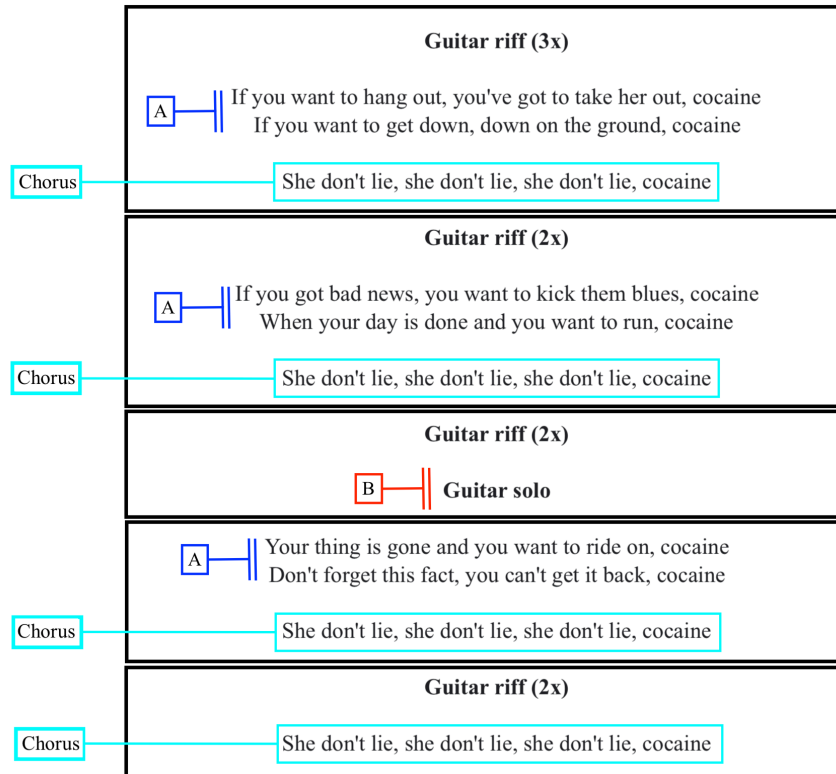 Guitar riff (3x)
A
If you want to hang out, you've got to take her out, cocaine
If you want to get down, down on the ground, cocaine
Chorus
She don't lie, she don't lie, she don't lie, cocaine
Guitar riff (2x)
A
If you got bad news, you want to kick them blues, cocaine
When your day is done and you want to run, cocaine
Chorus
She don't lie, she don't lie, she don't lie, cocaine
Guitar riff (2x)
B
Guitar solo
A
Your thing is gone and you want to ride on, cocaine
Don't forget this fact, you can't get it back, cocaine
Chorus
She don't lie, she don't lie, she don't lie, cocaine
Guitar riff (2x)
Chorus
She don't lie, she don't lie, she don't lie, cocaine